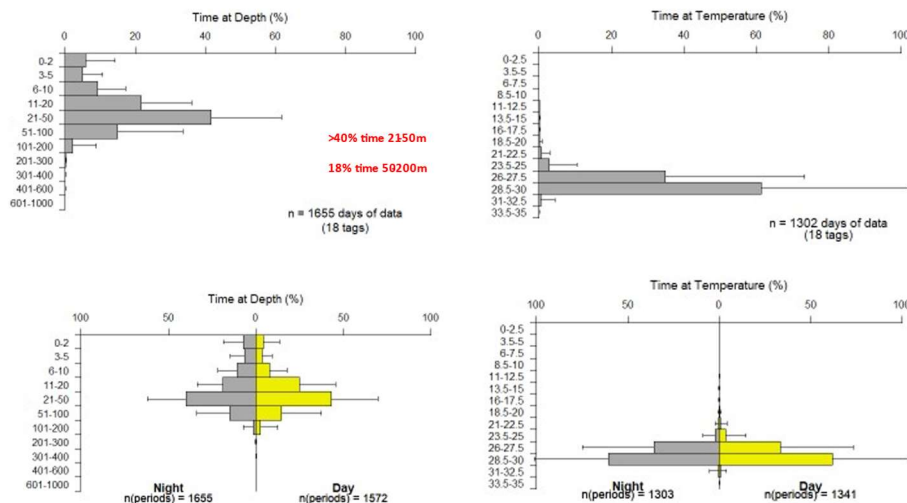 Time at Depth (%)
0 20 40 60 80 100
0-2
3-5
6-10
11-20
21-50
51-100
101-200
201-300
301-400
401-600
601-1000
>40% time 2150m
18% time 50200m
n = 1655 days of data
(18 tags)
Time at Temperature (%)
0 20 40 60 80 100
0-2.5
3.5-5
6-7.5
8.5-10
11-12.5
13.5-15
16-17.5
18.5-20
21-22.5
23.5-25
26-27.5
28.5-30
31-32.5
33.5-35
n = 1302 days of data
(18 tags)
Time at Depth (%)
100 50 0 50 100
0-2
3-5
6-10
11-20
21-50
51-100
101-200
201-300
301-400
401-600
601-1000
Night Day
n(periods) = 1655 n(periods) = 1572
Time at Temperature (%)
100 50 0 50 100
0-2.5
3.5-5
6-7.5
8.5-10
11-12.5
13.5-15
16-17.5
18.5-20
21-22.5
23.5-25
26-27.5
28.5-30
31-32.5
33.5-35
Night Day
n(periods) = 1303 n(periods) = 1341